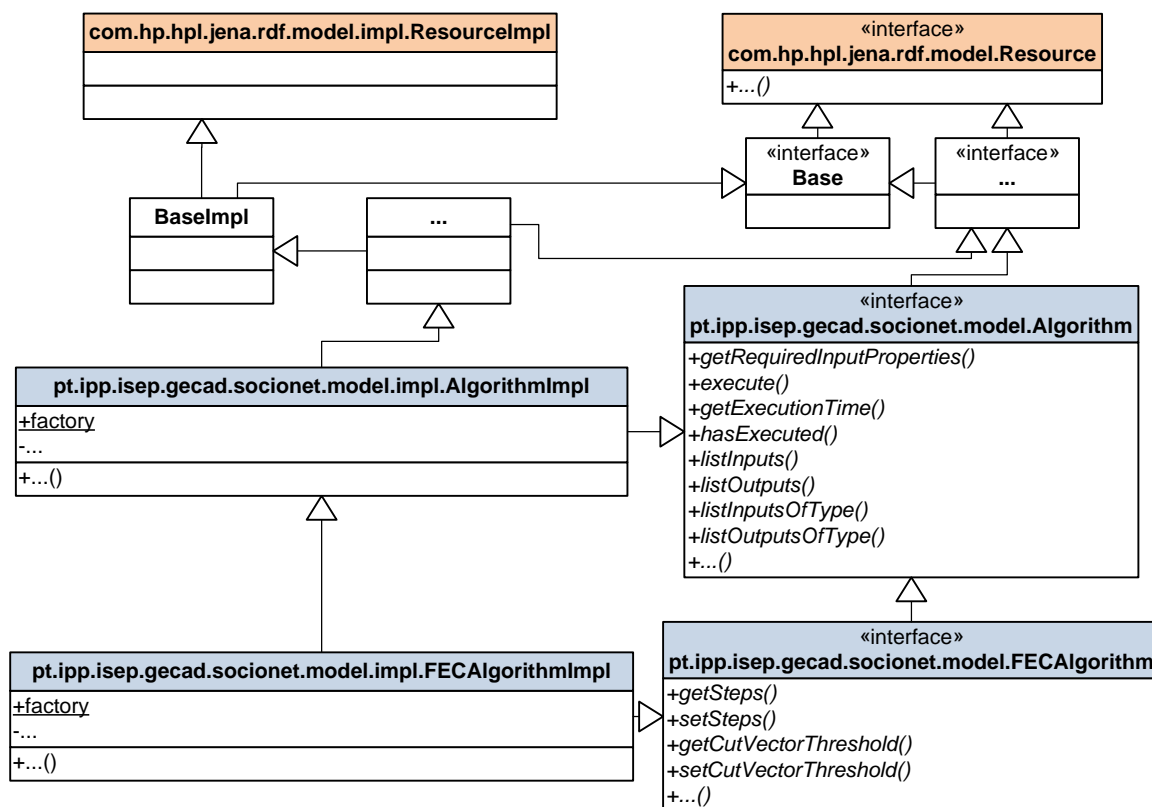 com.hp.hpl.jena.rdf.model.impl.ResourceImpl
«interface»
com.hp.hpl.jena.rdf.model.Resource
+...()
«interface»
Base
«interface»
...
BaseImpl
...
«interface»
pt.ipp.isep.gecad.socionet.model.Algorithm
+getRequiredInputProperties()
+execute()
+getExecutionTime()
+hasExecuted()
+listInputs()
+listOutputs()
+listInputsOfType()
+listOutputsOfType()
+...()
pt.ipp.isep.gecad.socionet.model.impl.AlgorithmImpl
+factory
-...
+...()
pt.ipp.isep.gecad.socionet.model.impl.FECAlgorithmImpl
+factory
-...
+...()
«interface»
pt.ipp.isep.gecad.socionet.model.FECAlgorithm
+getSteps()
+setSteps()
+getCutVectorThreshold()
+setCutVectorThreshold()
+...()